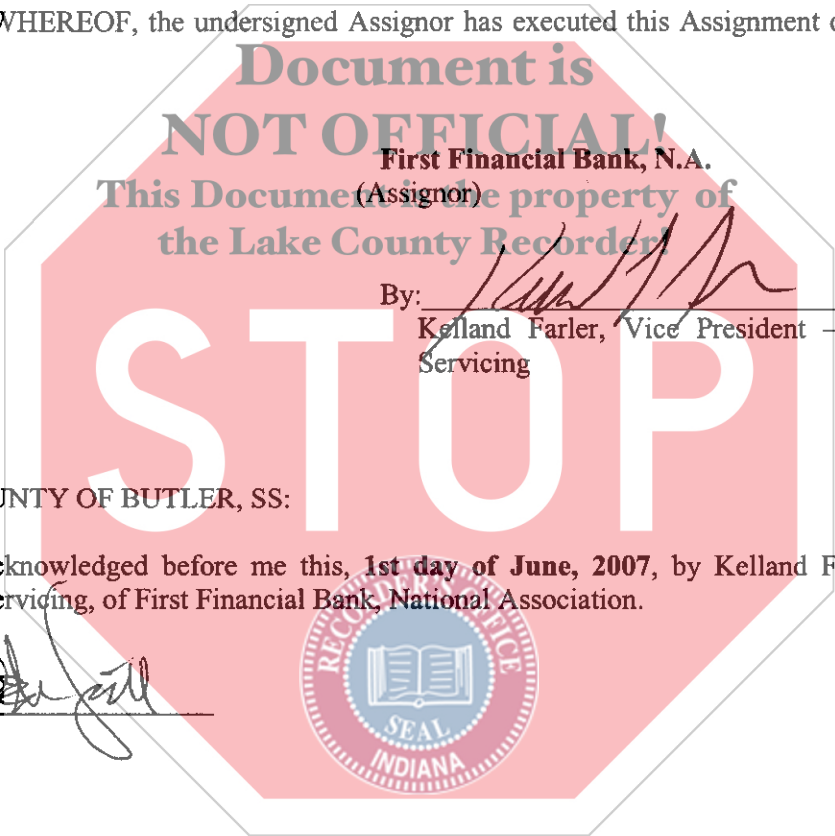 WHEREOF, the undersigned Assignor has executed this Assignment
Document is
NOT OFFICIAL!
First Financial Bank, N.A.
This Document is the property of
(Assignor)
the Lake County Recorder!
By:
Kelland Farler, Vice President –
Servicing
STOP
UNTY OF BUTLER, SS:
cknowledged before me this, 1st day of June, 2007, by Kelland F
ervicing, of First Financial Bank, National Association.
RECORDER'S OFFICE
SEAL
INDIANA